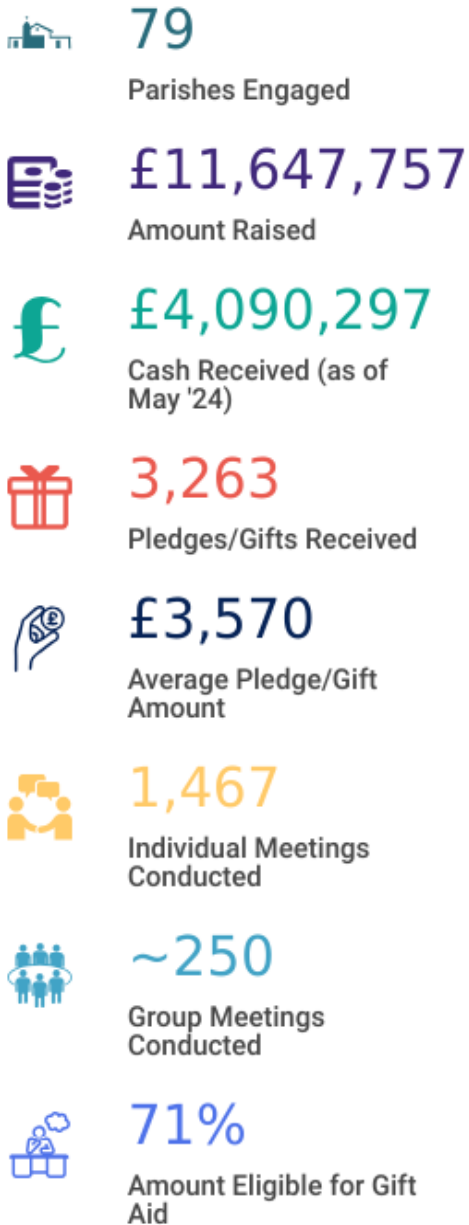 79
Parishes Engaged
£11,647,757
Amount Raised
£4,090,297
Cash Received (as of
May '24)
3,263
Pledges/Gifts Received
£3,570
Average Pledge/Gift
Amount
1,467
Individual Meetings
Conducted
~250
Group Meetings
Conducted
71%
Amount Eligible for Gift
Aid